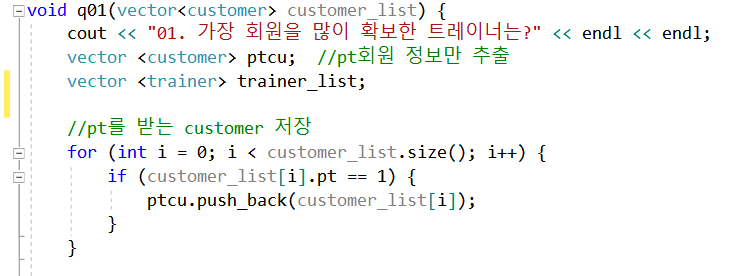 void q01(vector<customer> customer_list) {
cout << "01. 가장 회원을 많이 확보한 트레이너는?" << endl << endl;
vector <customer> ptcu; //pt회원 정보만 추출
vector <trainer> trainer_list;
//pt를 받는 customer 저장
for (int i = 0; i < customer_list.size(); i++) {
if (customer_list[i].pt == 1) {
ptcu.push_back(customer_list[i]);
}
}